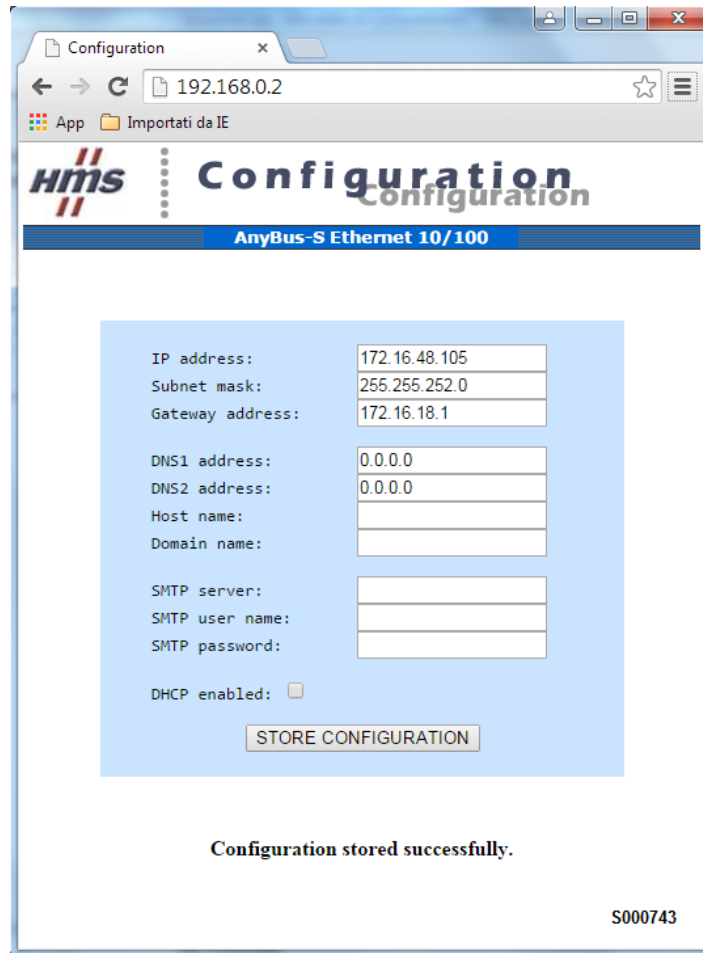 Configuration
192.168.0.2
App Importati da IE
HMS Configuration
Configuration
AnyBus-S Ethernet 10/100
IP address: 172.16.48.105
Subnet mask: 255.255.252.0
Gateway address: 172.16.18.1
DNS1 address: 0.0.0.0
DNS2 address: 0.0.0.0
Host name:
Domain name:
SMTP server:
SMTP user name:
SMTP password:
DHCP enabled:
STORE CONFIGURATION
Configuration stored successfully.
S000743